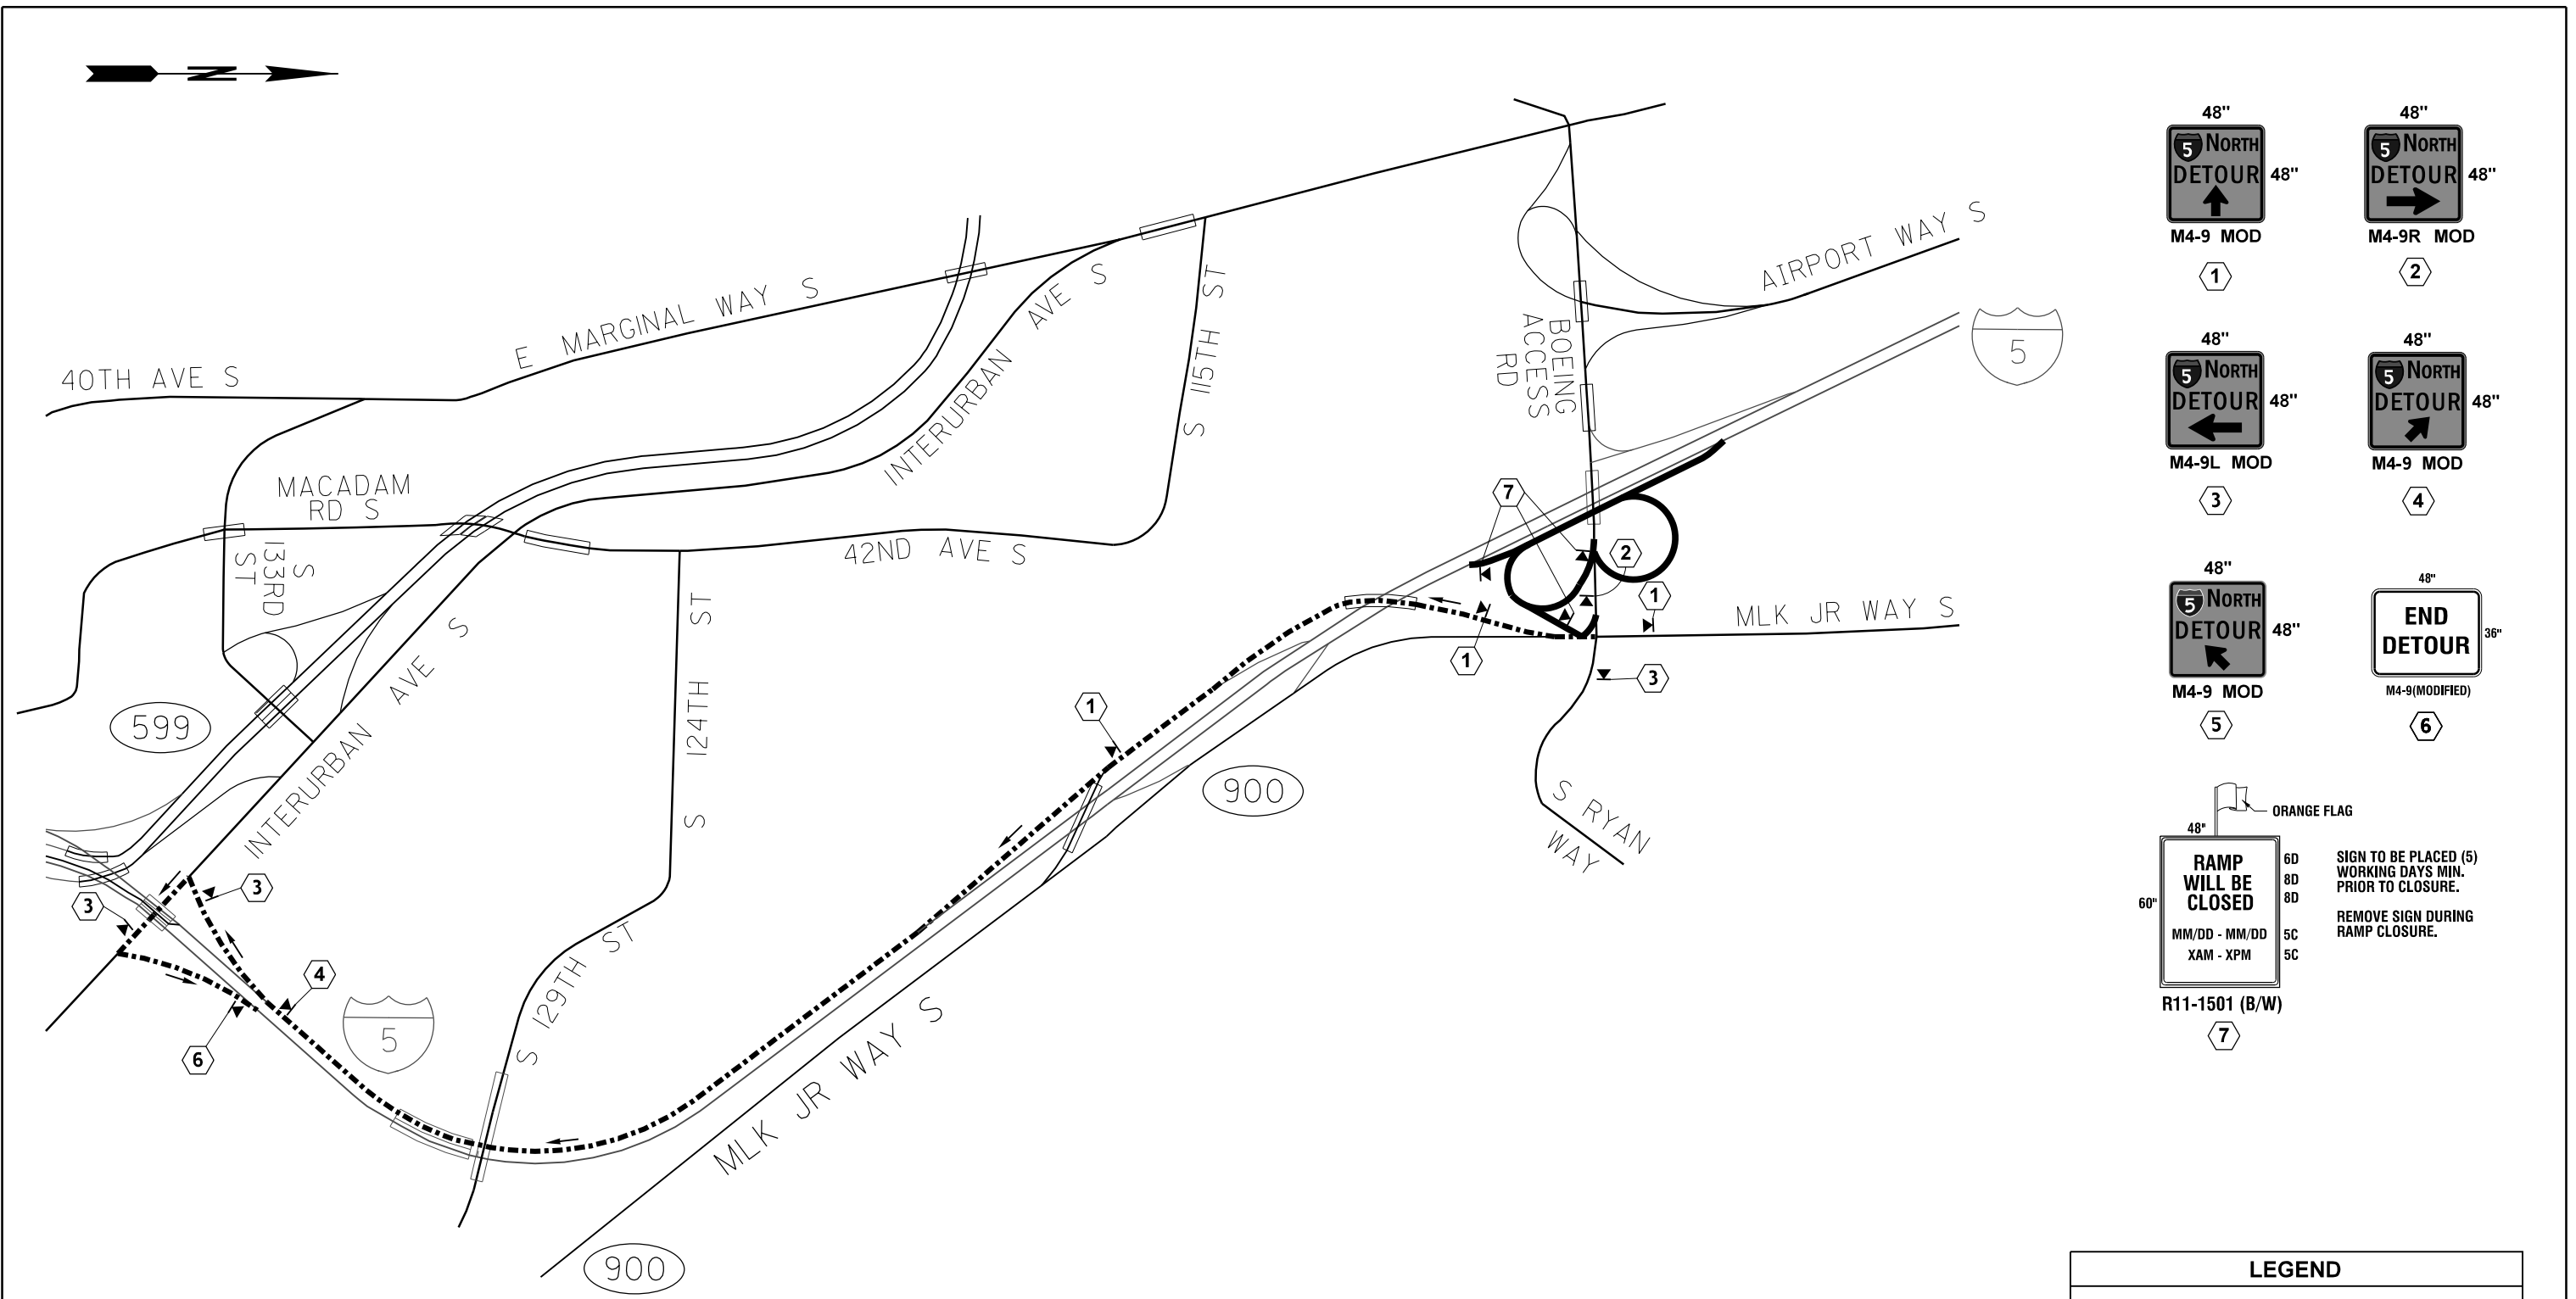 N
40TH AVE S
E MARGINAL WAY S
INTERURBAN AVE S
S 115TH ST
BOEING
ACCESS
RD
AIRPORT WAY S
5
MACADAM
RD S
S
133RD
ST
42ND AVE S
599
INTERURBAN AVE S
S 124TH ST
S 129TH ST
5
MLK JR WAY S
900
900
MLK JR WAY S
S RYAN
WAY
7
2
1
1
3
1
3
3
4
6
48"
5 NORTH
DETOUR
48"
M4-9 MOD
1
48"
5 NORTH
DETOUR
48"
M4-9R MOD
2
48"
5 NORTH
DETOUR
48"
M4-9L MOD
3
48"
5 NORTH
DETOUR
48"
M4-9 MOD
4
48"
5 NORTH
DETOUR
48"
M4-9 MOD
5
48"
END
DETOUR
36"
M4-9(MODIFIED)
6
ORANGE FLAG
48"
60"
RAMP 6D
WILL BE 8D
CLOSED 8D
MM/DD - MM/DD 5C
XAM - XPM 5C
R11-1501 (B/W)
7
SIGN TO BE PLACED (5)
WORKING DAYS MIN.
PRIOR TO CLOSURE.
REMOVE SIGN DURING
RAMP CLOSURE.
LEGEND